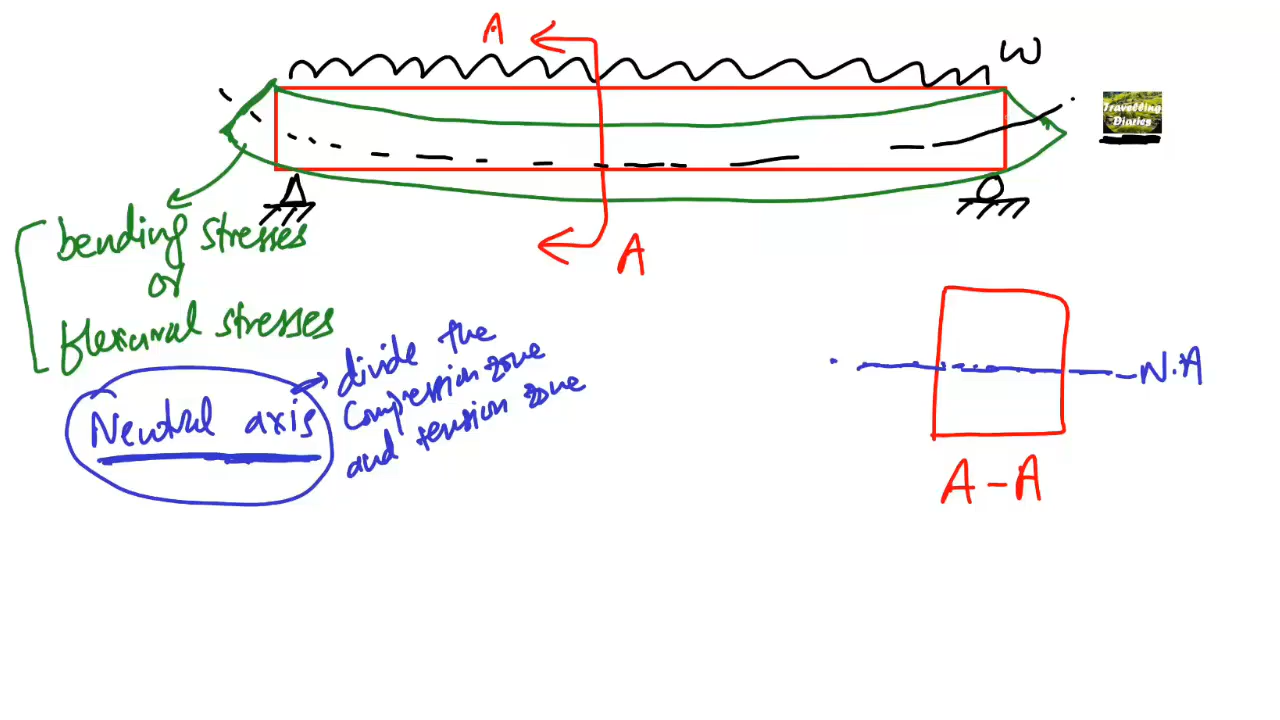 A
W
Travelling
Diaries
A
bending stresses
or
flexural stresses
Neutral axis
divide the
compression zone
and tension zone
N.A
A-A